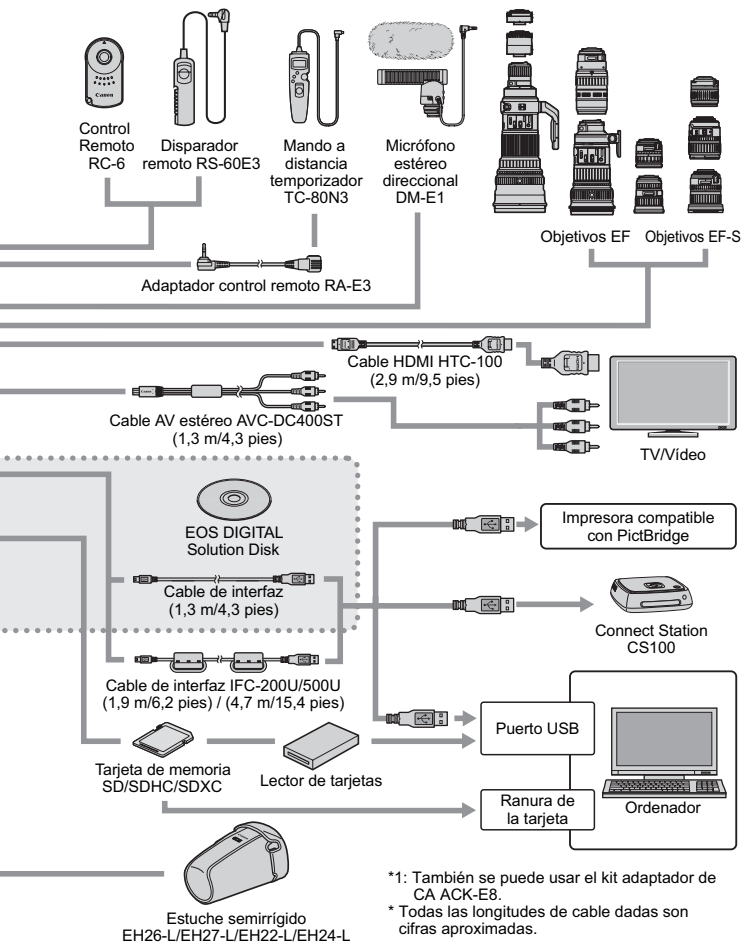 Canon
Control
Remoto
RC-6
Disparador
remoto RS-60E3
Mando a
distancia
temporizador
TC-80N3
Micrófono
estéreo
direccional
DM-E1
Objetivos EF
Objetivos EF-S
Adaptador control remoto RA-E3
Cable HDMI HTC-100
(2,9 m/9,5 pies)
Cable AV estéreo AVC-DC400ST
(1,3 m/4,3 pies)
TV/Vídeo
EOS DIGITAL
Solution Disk
Cable de interfaz
(1,3 m/4,3 pies)
Impresora compatible
con PictBridge
Connect Station
CS100
Cable de interfaz IFC-200U/500U
(1,9 m/6,2 pies) / (4,7 m/15,4 pies)
Puerto USB
Tarjeta de memoria
SD/SDHC/SDXC
Lector de tarjetas
Ranura de
la tarjeta
Ordenador
Estuche semirrígido
EH26-L/EH27-L/EH22-L/EH24-L
*1: También se puede usar el kit adaptador de
CA ACK-E8.
* Todas las longitudes de cable dadas son
cifras aproximadas.